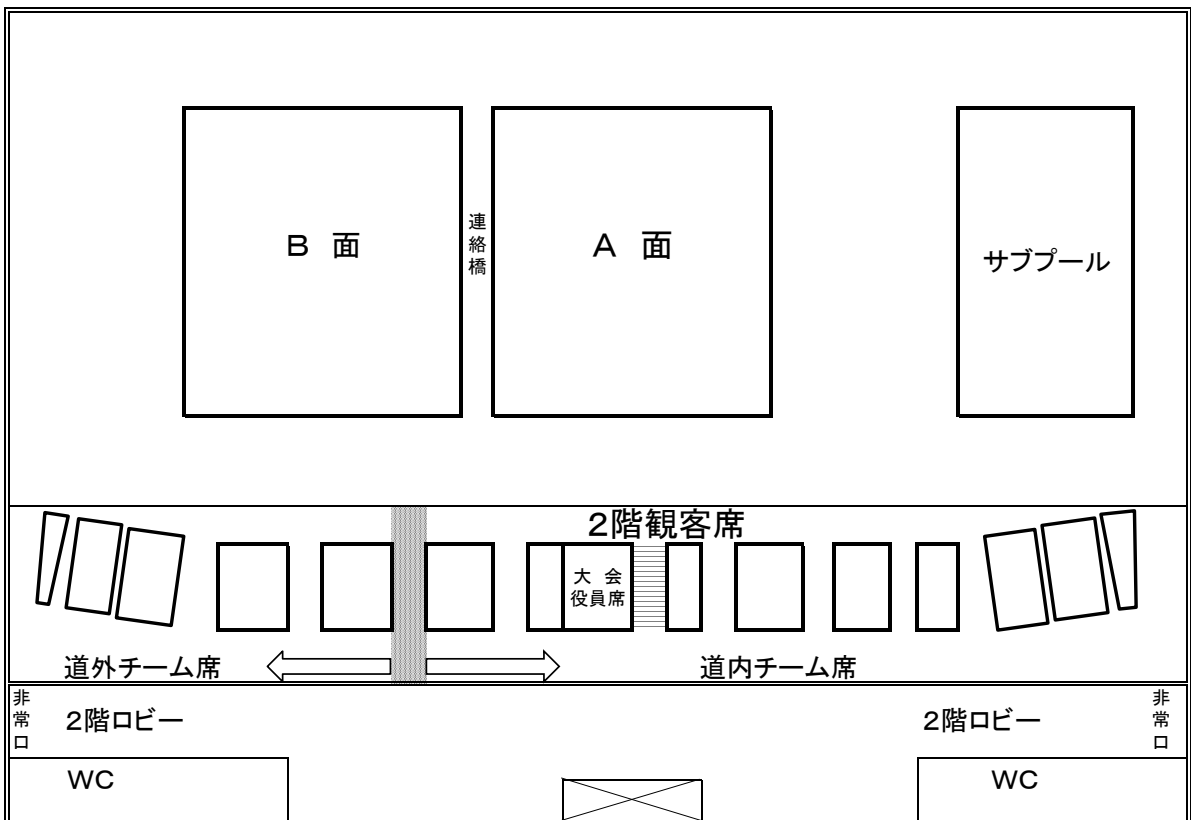 B 面
連絡橋
A 面
サブプール
2階観客席
大 会
役員席
道外チーム席
道内チーム席
非常口
2階ロビー
2階ロビー
非常口
WC
WC